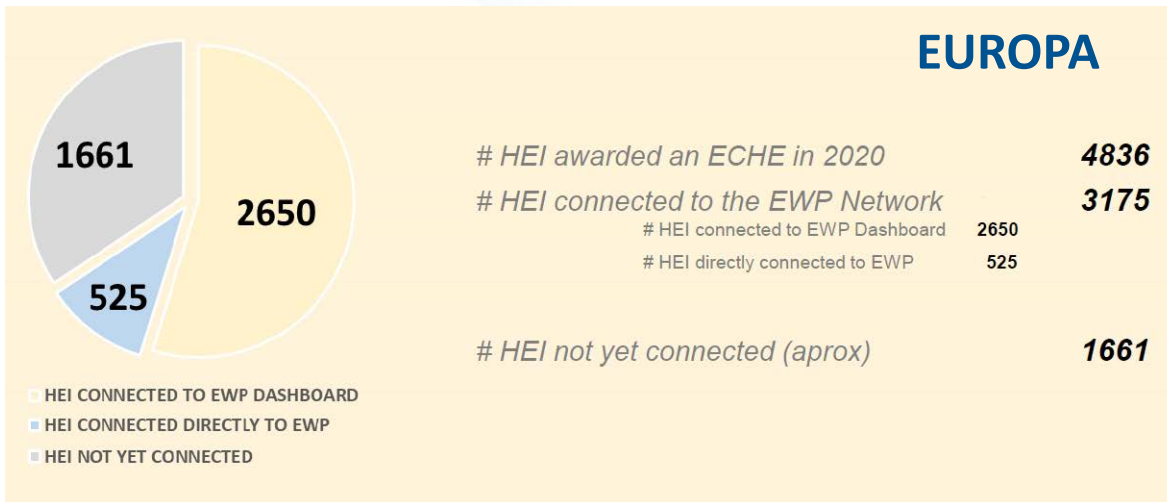 EUROPA
1661
2650
525
# HEI awarded an ECHE in 2020 4836
# HEI connected to the EWP Network 3175
# HEI connected to EWP Dashboard 2650
# HEI directly connected to EWP 525
# HEI not yet connected (aprox) 1661
HEI CONNECTED TO EWP DASHBOARD
HEI CONNECTED DIRECTLY TO EWP
HEI NOT YET CONNECTED